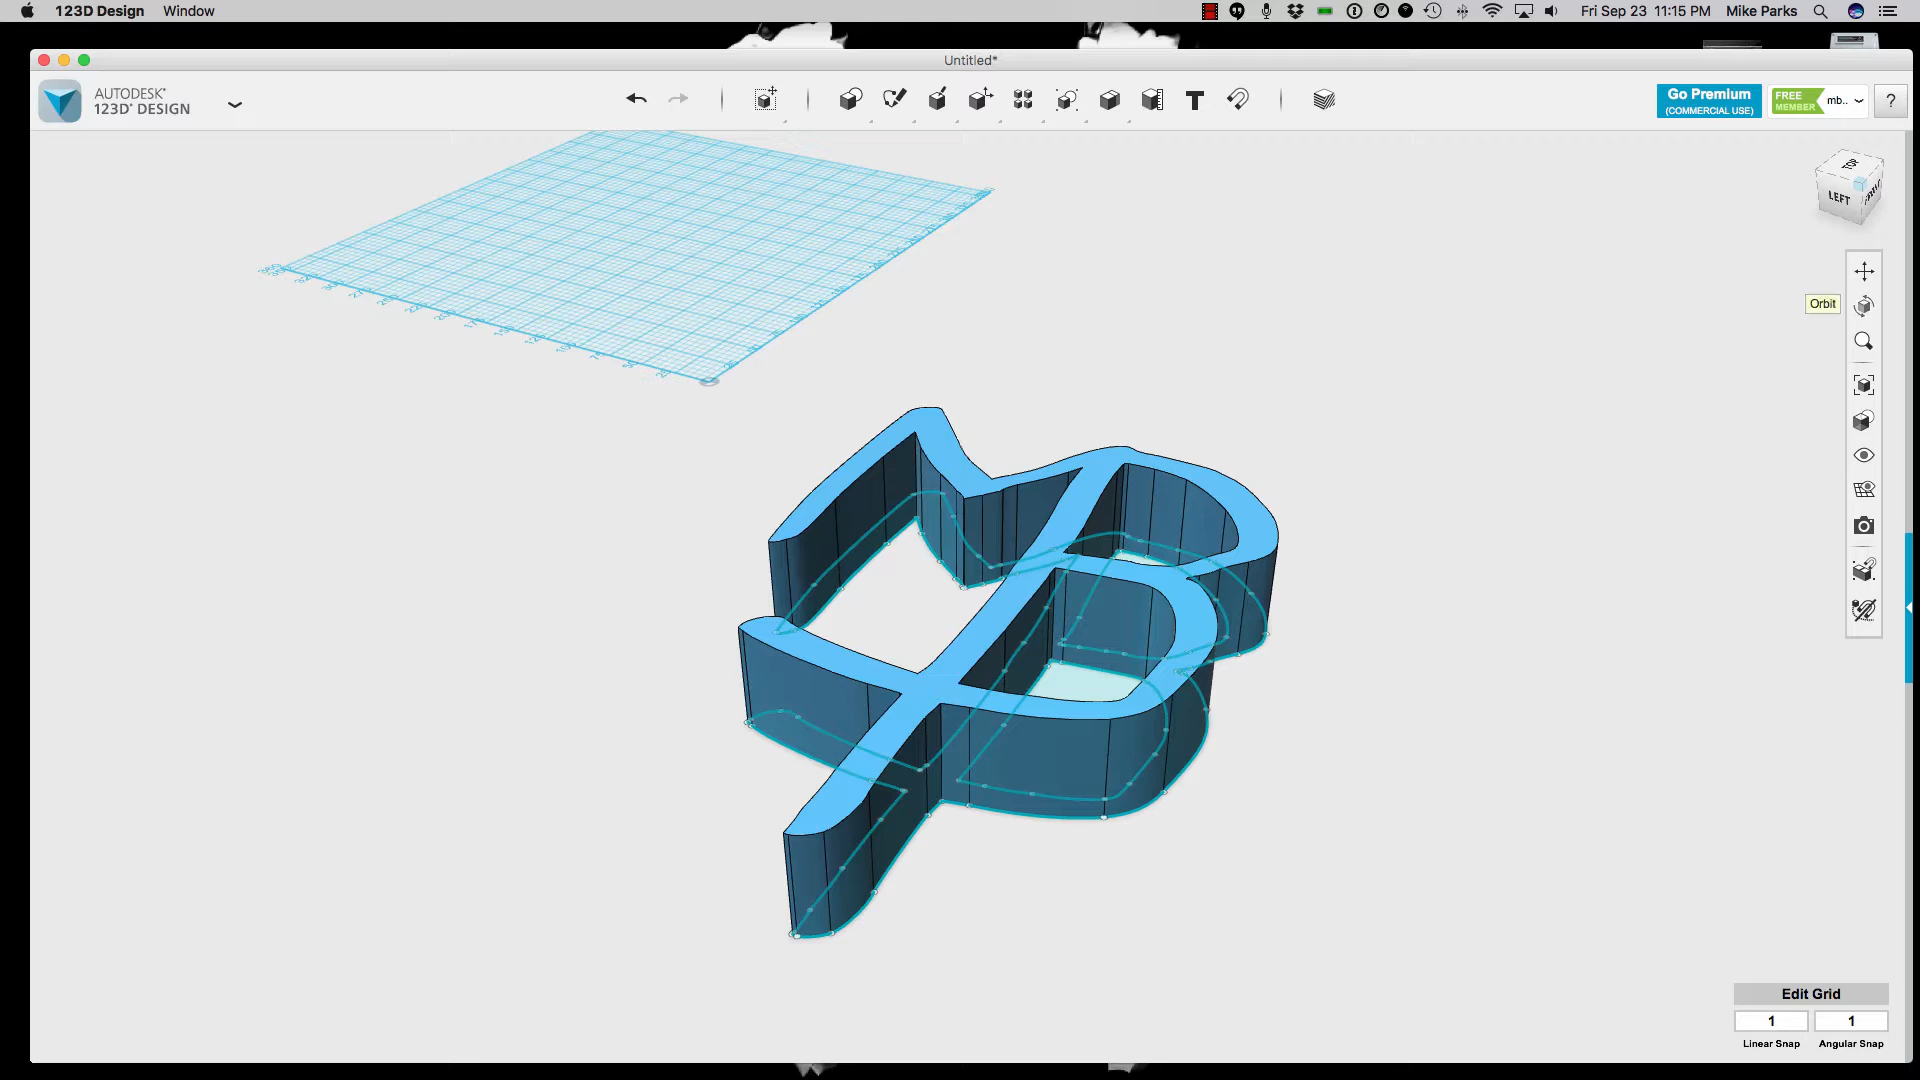 123D Design Window
Fri Sep 23 11:15 PM Mike Parks
Untitled*
AUTODESK®
123D® DESIGN
T
Go Premium
(COMMERCIAL USE)
FREE
MEMBER
mb..
?
TOP
LEFT
Orbit
Edit Grid
1 1
Linear Snap Angular Snap